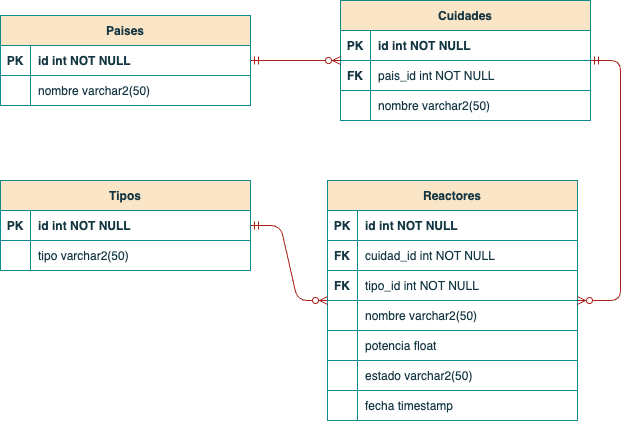 Paises
PK id int NOT NULL
nombre varchar2(50)
Cuidades
PK id int NOT NULL
FK pais_id int NOT NULL
nombre varchar2(50)
Tipos
PK id int NOT NULL
tipo varchar2(50)
Reactores
PK id int NOT NULL
FK cuidad_id int NOT NULL
FK tipo_id int NOT NULL
nombre varchar2(50)
potencia float
estado varchar2(50)
fecha timestamp